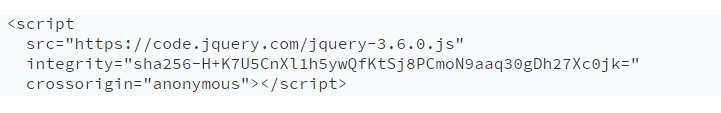 <script
src="https://code.jquery.com/jquery-3.6.0.js"
integrity="sha256-H+K7U5CnXl1h5ywQfKtSj8PCmoN9aaq30gDh27Xc0jk="
crossorigin="anonymous"></script>